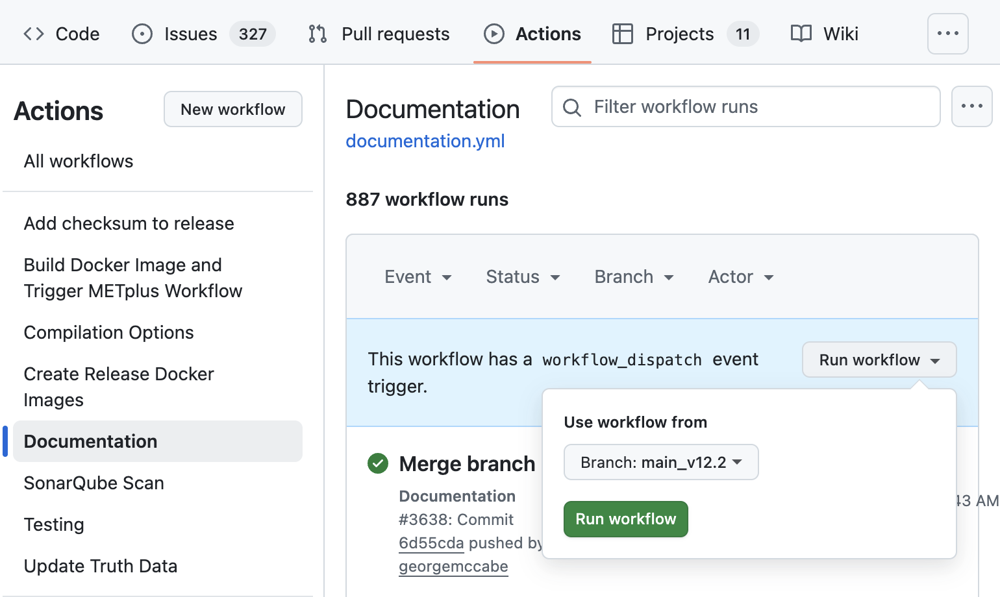 Code Issues 327 Pull requests Actions Projects 11 Wiki
Actions
New workflow
All workflows
Add checksum to release
Build Docker Image and
Trigger METplus Workflow
Compilation Options
Create Release Docker
Images
Documentation
SonarQube Scan
Testing
Update Truth Data
Documentation
documentation.yml
Filter workflow runs
887 workflow runs
Event Status Branch Actor
This workflow has a workflow_dispatch event
trigger.
Run workflow
Use workflow from
Branch: main_v12.2
Run workflow
Merge branch
Documentation
#3638: Commit
6d55cda pushed by
georgemccabe
43 AM